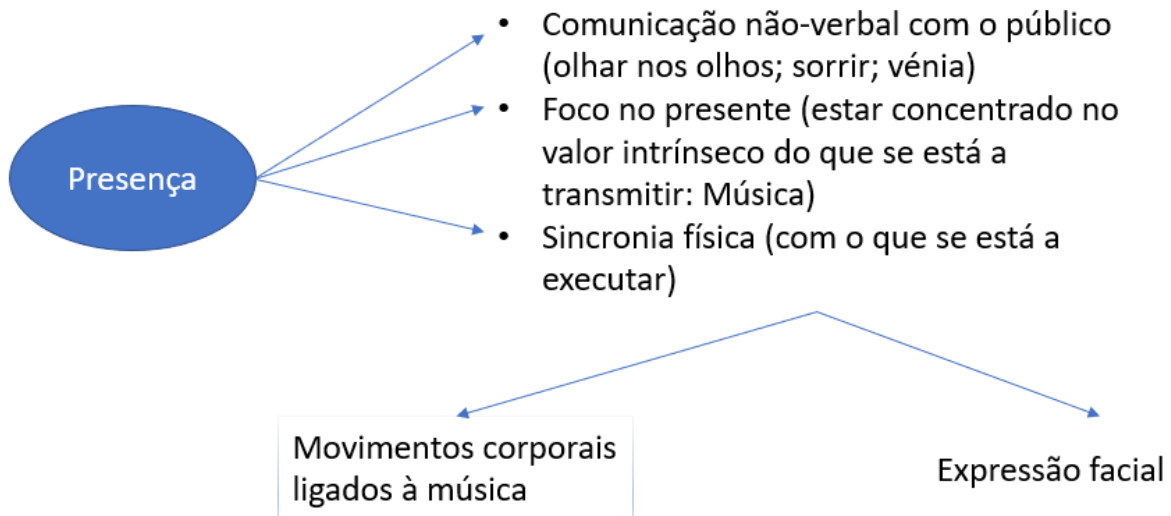 Presença
• Comunicação não-verbal com o público
(olhar nos olhos; sorrir; vénia)
• Foco no presente (estar concentrado no
valor intrínseco do que se está a
transmitir: Música)
• Sincronia física (com o que se está a
executar)
Movimentos corporais
ligados à música
Expressão facial